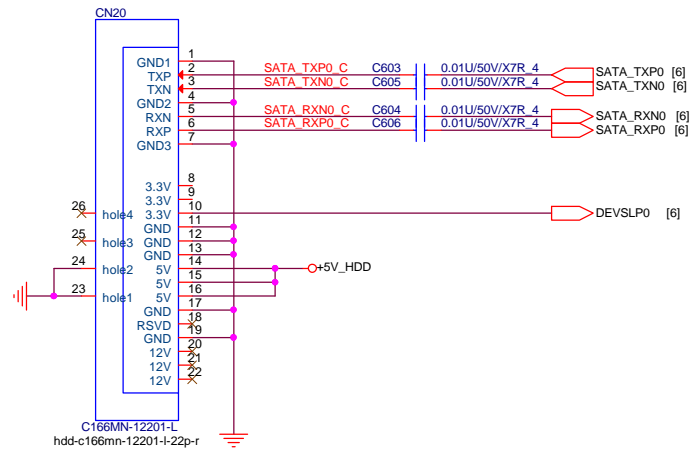 CN20
GND1 1
TXP 2 SATA_TXP0_C C603 0.01U/50V/X7R_4 SATA_TXP0 [6]
TXN 3 SATA_TXN0_C C605 0.01U/50V/X7R_4 SATA_TXN0 [6]
GND2 4
RXN 5 SATA_RXN0_C C604 0.01U/50V/X7R_4 SATA_RXN0 [6]
RXP 6 SATA_RXP0_C C606 0.01U/50V/X7R_4 SATA_RXP0 [6]
GND3 7
3.3V 8
3.3V 9
26 hole4 3.3V 10 DEVSLP0 [6]
GND 11
25 hole3 GND 12
GND 13
24 hole2 5V 14 +5V_HDD
5V 15
23 hole1 5V 16
GND 17
RSVD 18
GND 19
12V 20
12V 21
12V 22
C166MN-12201-L
hdd-c166mn-12201-l-22p-r